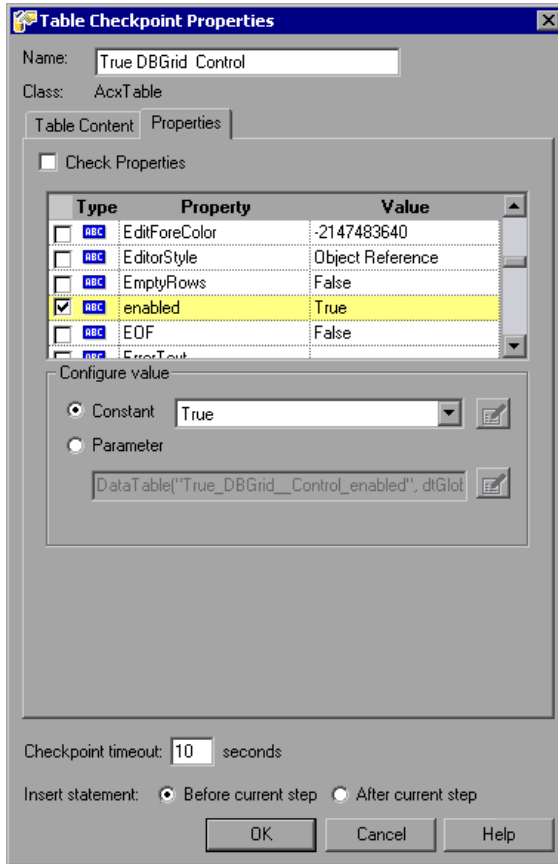 Table Checkpoint Properties
Name: True DBGrid  Control
Class: AcxTable
Table Content Properties
Check Properties
Type Property Value
ABC EditForeColor -2147483640
ABC EditorStyle Object Reference
ABC EmptyRows False
ABC enabled True
ABC EOF False
Configure value
Constant True
Parameter
DataTable("True_DBGrid__Control_enabled", dtGlob
Checkpoint timeout: 10 seconds
Insert statement: Before current step After current step
OK Cancel Help